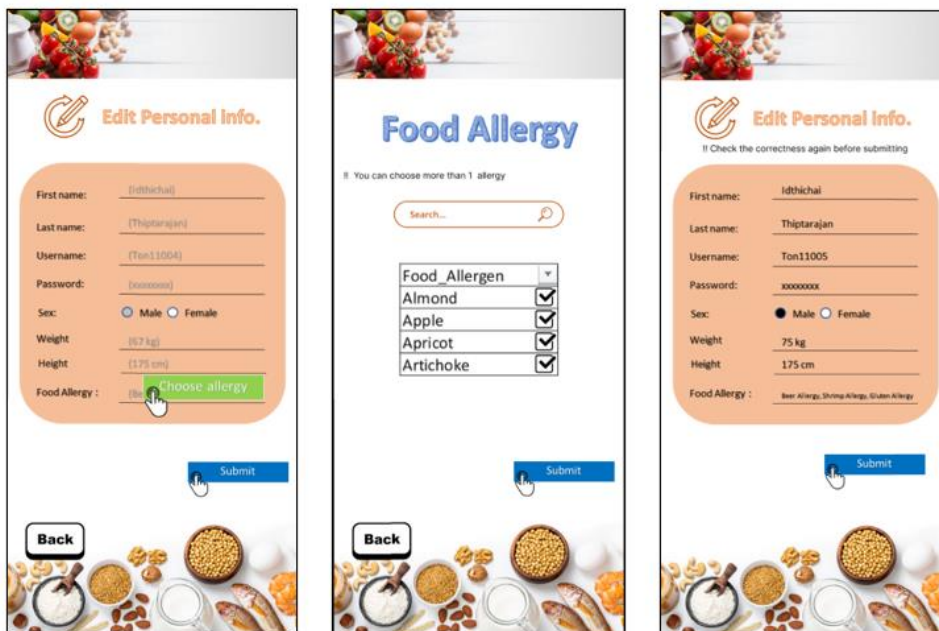 Edit Personal Info.
First name: (Idthichai)
Last name: (Thiptarajan)
Username: (Ton11004)
Password: (xxxxxxxx)
Sex: Male Female
Weight (67 kg)
Height (175 cm)
Food Allergy : (Be
Choose allergy
Submit
Back
Food Allergy
!! You can choose more than 1 allergy
Search...
Food_Allergen
Almond
Apple
Apricot
Artichoke
Submit
Back
Edit Personal Info.
!! Check the correctness again before submitting
First name: Idthichai
Last name: Thiptarajan
Username: Ton11005
Password: xxxxxxxx
Sex: Male Female
Weight 75 kg
Height 175 cm
Food Allergy : Beer Allergy, Shrimp Allergy, Gluten Allergy
Submit